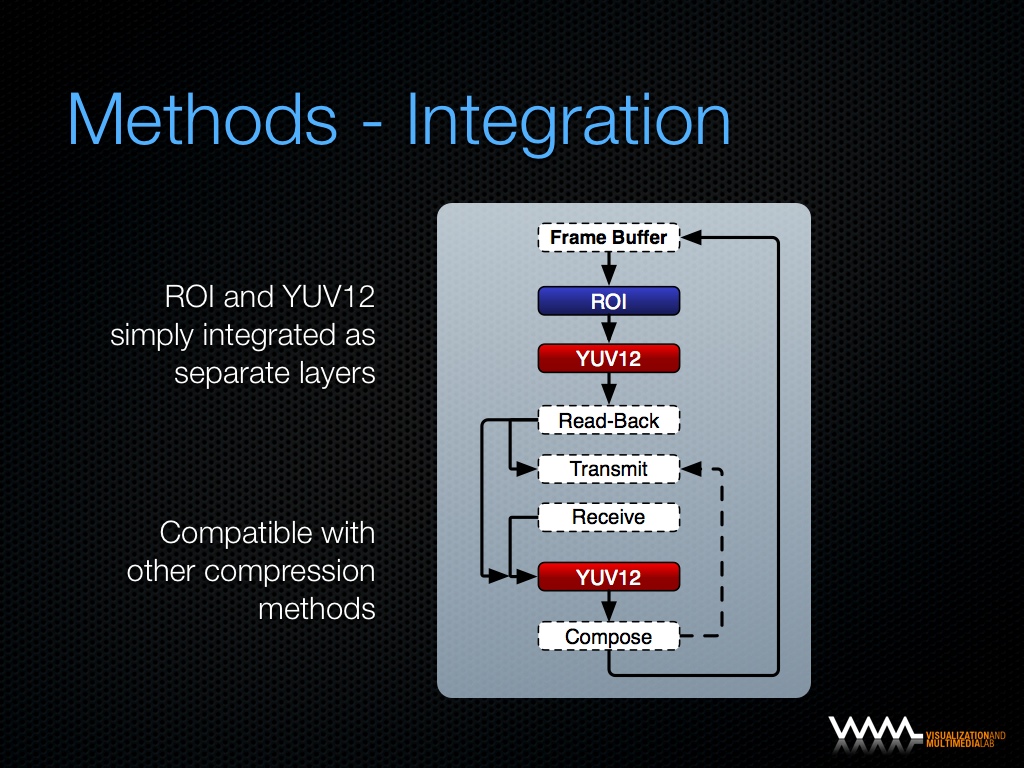 Methods - Integration
ROI and YUV12
simply integrated as
separate layers
Compatible with
other compression
methods
Frame Buffer
ROI
YUV12
Read-Back
Transmit
Receive
YUV12
Compose
VISUALIZATIONAND
MULTIMEDIALAB